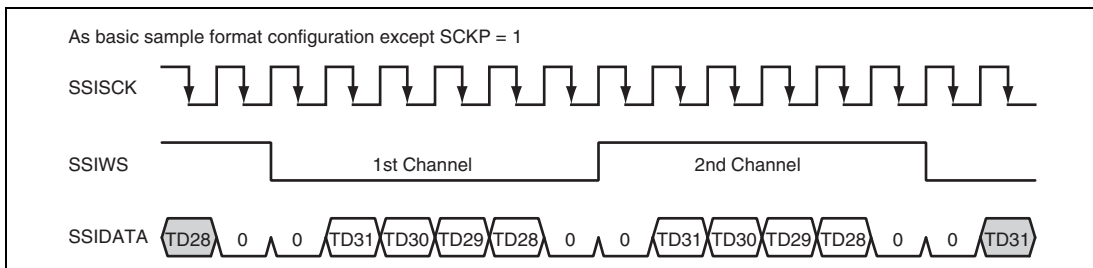 As basic sample format configuration except SCKP = 1
SSISCK
SSIWS 1st Channel 2nd Channel
SSIDATA TD28 0 0 TD31 TD30 TD29 TD28 0 0 TD31 TD30 TD29 TD28 0 0 TD31